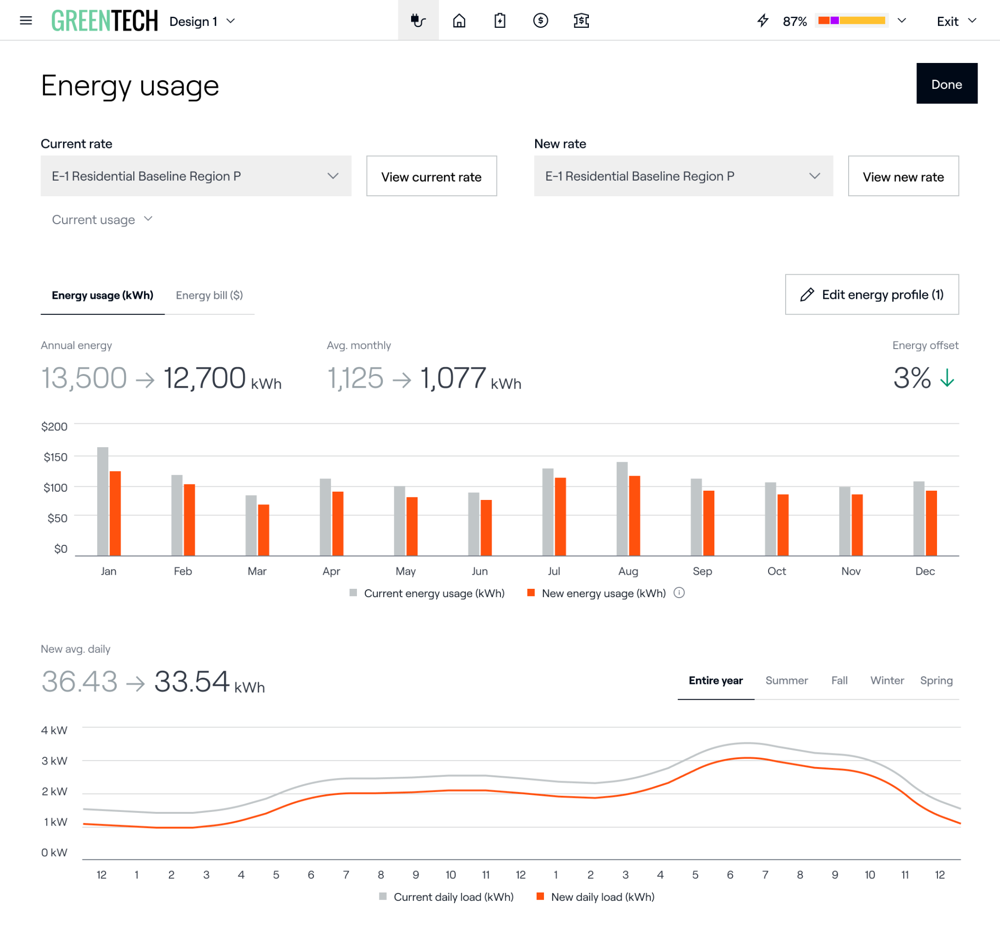 GREENTECH Design 1 87% Exit
Energy usage
Done
Current rate
New rate
E-1 Residential Baseline Region P
View current rate
E-1 Residential Baseline Region P
View new rate
Current usage
Energy usage (kWh) Energy bill ($)
Edit energy profile (1)
Annual energy
Avg. monthly
Energy offset
13,500 → 12,700 kWh
1,125 → 1,077 kWh
3% ↓
$200
$150
$100
$50
$0
Jan Feb Mar Apr May Jun Jul Aug Sep Oct Nov Dec
Current energy usage (kWh) New energy usage (kWh)
New avg. daily
36.43 → 33.54 kWh
Entire year Summer Fall Winter Spring
4 kW
3 kW
2 kW
1 kW
0 kW
12 1 2 3 4 5 6 7 8 9 10 11 12 1 2 3 4 5 6 7 8 9 10 11 12
Current daily load (kWh) New daily load (kWh)